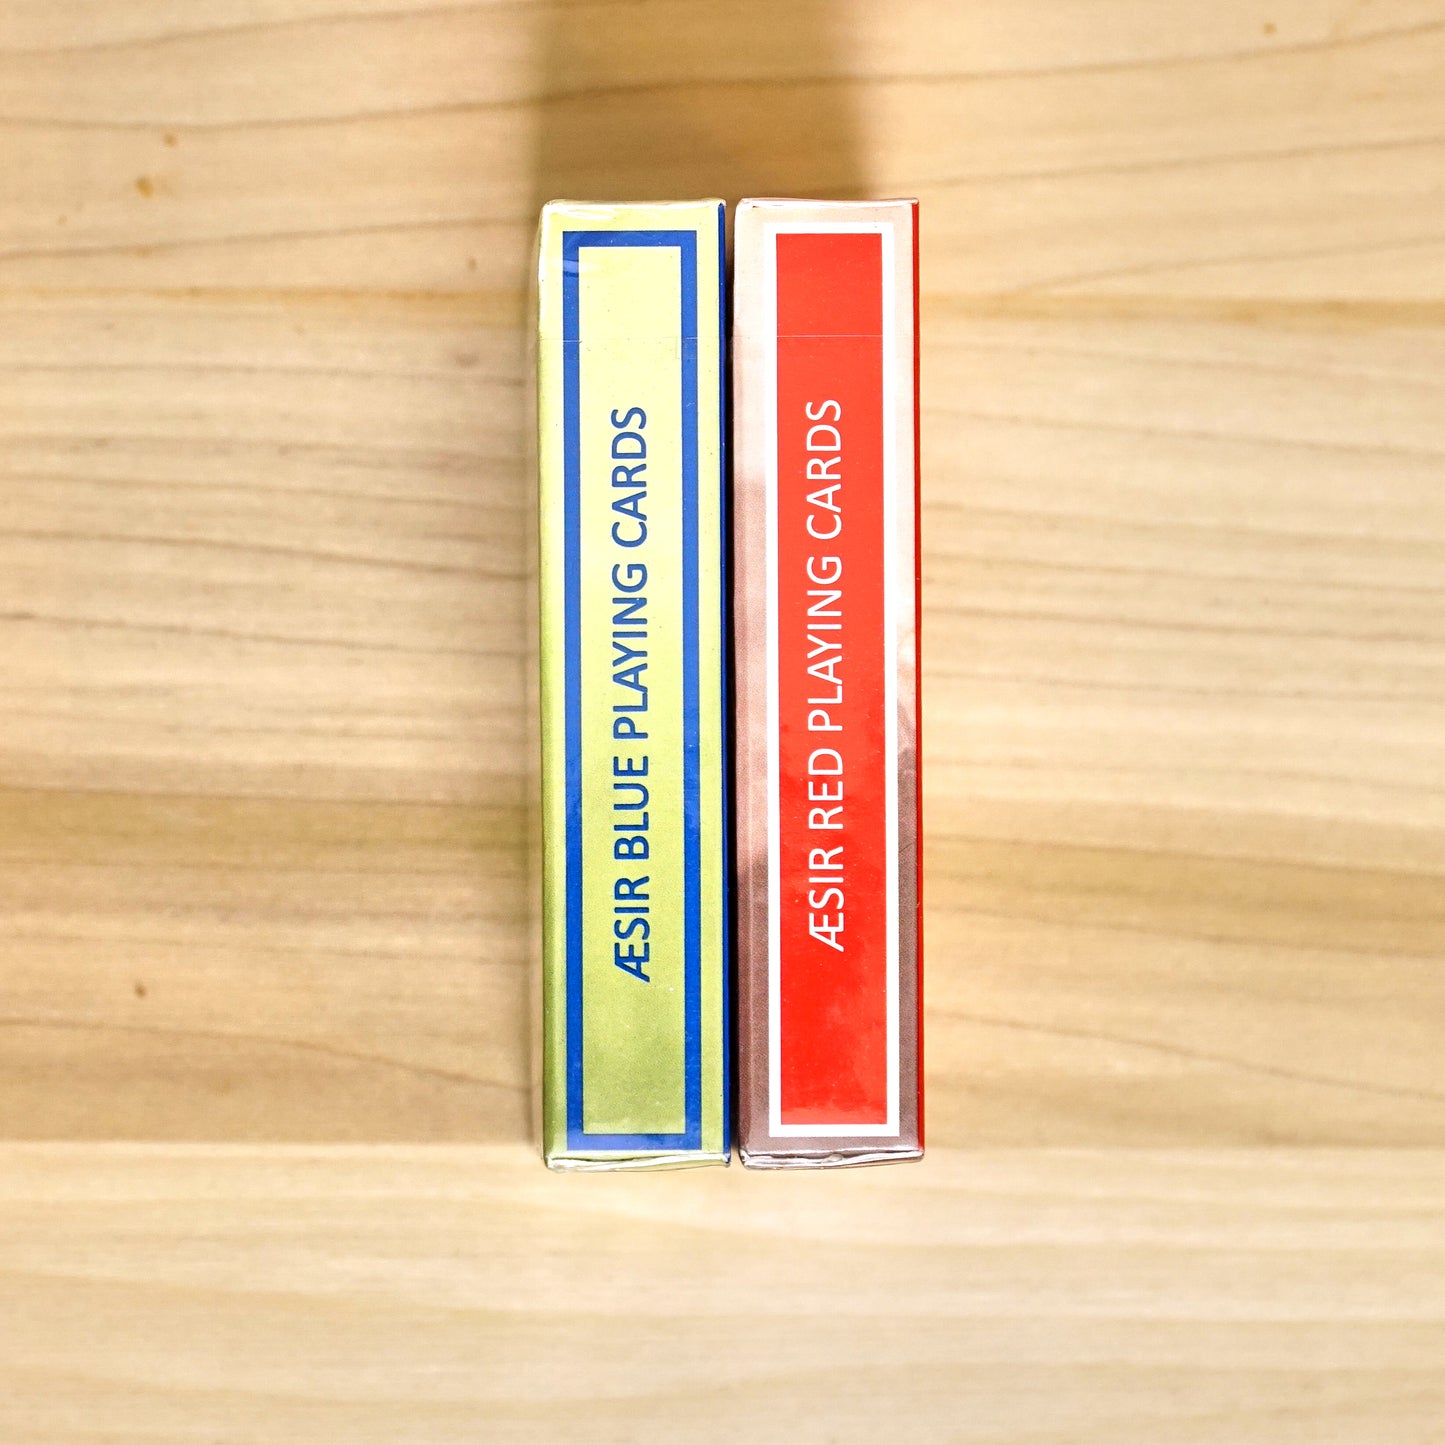 ÆSIR BLUE PLAYING CARDS
ÆSIR RED PLAYING CARDS